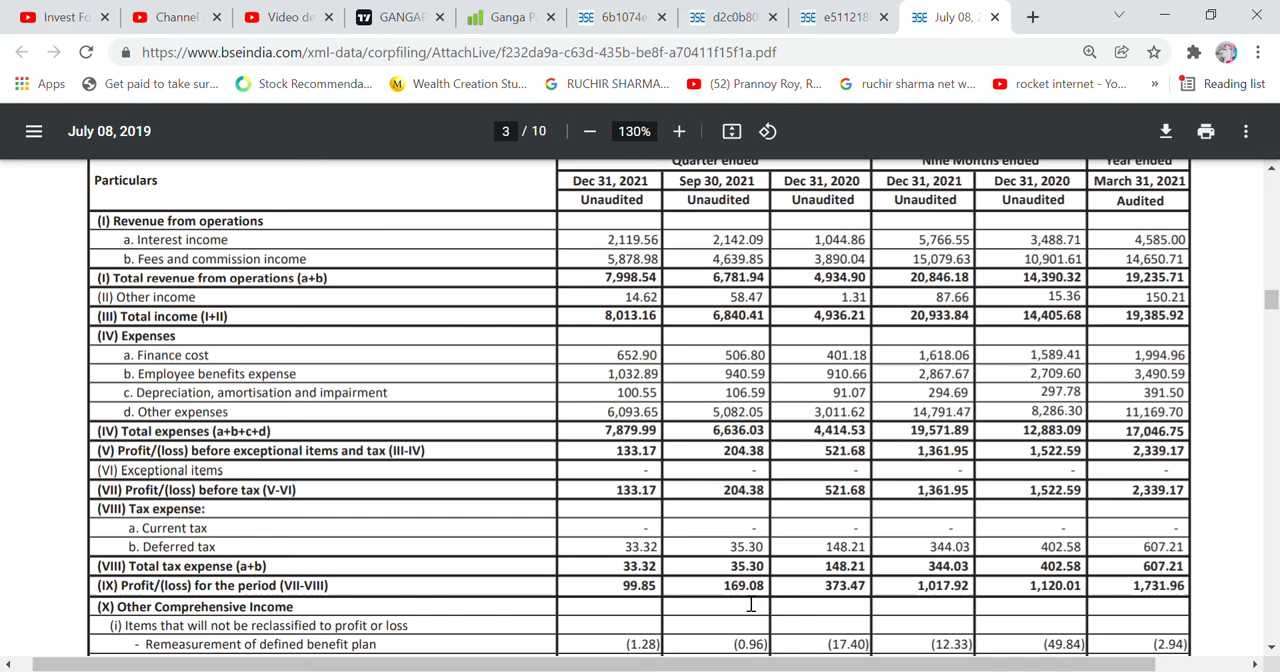 Invest Fo
Channel
Video de
GANGAP
Ganga P
6b1074e
d2c0b80
e511218
July 08, 2
https://www.bseindia.com/xml-data/corpfiling/AttachLive/f232da9a-c63d-435b-be8f-a70411f15f1a.pdf
Apps Get paid to take sur... Stock Recommenda... Wealth Creation Stu... RUCHIR SHARMA... (52) Prannoy Roy, R... ruchir sharma net w... rocket internet - Yo... » Reading list
July 08, 2019 3 / 10 130%
Quarter ended Nine Months ended Year ended
Particulars Dec 31, 2021 Sep 30, 2021 Dec 31, 2020 Dec 31, 2021 Dec 31, 2020 March 31, 2021
Unaudited Unaudited Unaudited Unaudited Unaudited Audited
(I) Revenue from operations
a. Interest income 2,119.56 2,142.09 1,044.86 5,766.55 3,488.71 4,585.00
b. Fees and commission income 5,878.98 4,639.85 3,890.04 15,079.63 10,901.61 14,650.71
(I) Total revenue from operations (a+b) 7,998.54 6,781.94 4,934.90 20,846.18 14,390.32 19,235.71
(II) Other income 14.62 58.47 1.31 87.66 15.36 150.21
(III) Total income (I+II) 8,013.16 6,840.41 4,936.21 20,933.84 14,405.68 19,385.92
(IV) Expenses
a. Finance cost 652.90 506.80 401.18 1,618.06 1,589.41 1,994.96
b. Employee benefits expense 1,032.89 940.59 910.66 2,867.67 2,709.60 3,490.59
c. Depreciation, amortisation and impairment 100.55 106.59 91.07 294.69 297.78 391.50
d. Other expenses 6,093.65 5,082.05 3,011.62 14,791.47 8,286.30 11,169.70
(IV) Total expenses (a+b+c+d) 7,879.99 6,636.03 4,414.53 19,571.89 12,883.09 17,046.75
(V) Profit/(loss) before exceptional items and tax (III-IV) 133.17 204.38 521.68 1,361.95 1,522.59 2,339.17
(VI) Exceptional items - - - - - -
(VII) Profit/(loss) before tax (V-VI) 133.17 204.38 521.68 1,361.95 1,522.59 2,339.17
(VIII) Tax expense:
a. Current tax - - - - - -
b. Deferred tax 33.32 35.30 148.21 344.03 402.58 607.21
(VIII) Total tax expense (a+b) 33.32 35.30 148.21 344.03 402.58 607.21
(IX) Profit/(loss) for the period (VII-VIII) 99.85 169.08 373.47 1,017.92 1,120.01 1,731.96
(X) Other Comprehensive Income
(i) Items that will not be reclassified to profit or loss
- Remeasurement of defined benefit plan (1.28) (0.96) (17.40) (12.33) (49.84) (2.94)